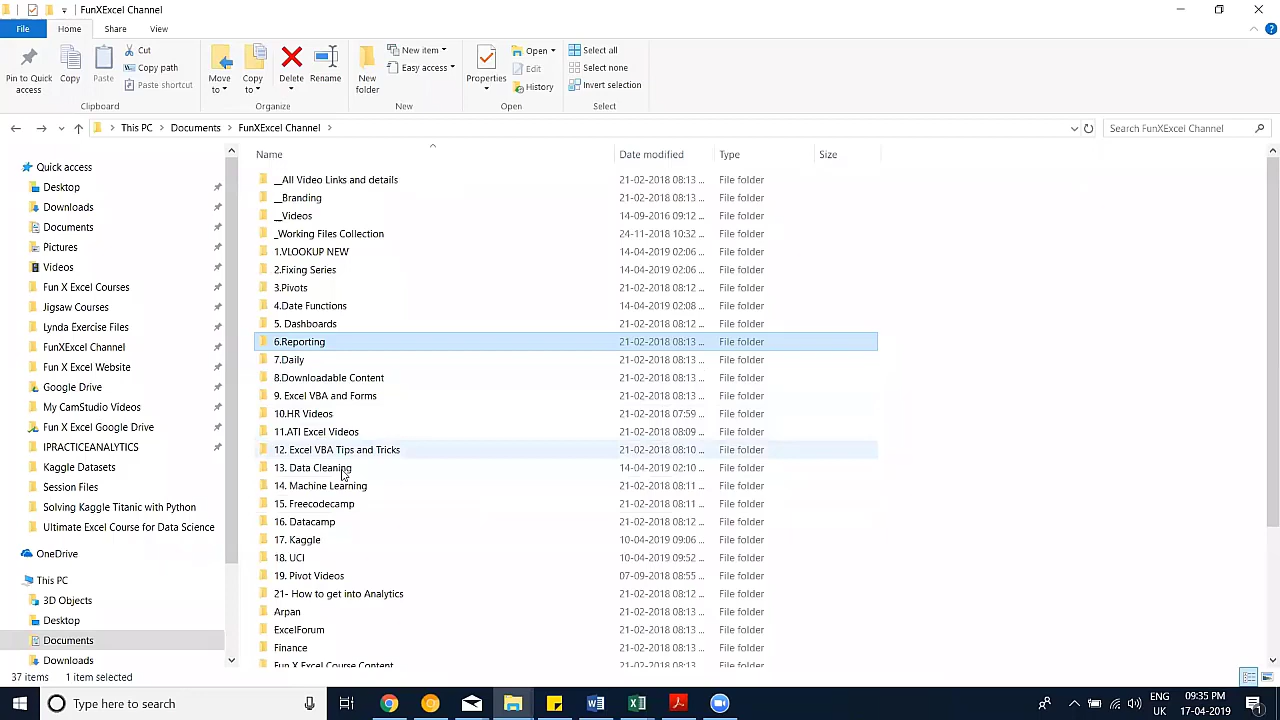 FunXExcel Channel
File Home Share View
Pin to Quick access
Copy
Paste
Cut
Copy path
Paste shortcut
Clipboard
Move to
Copy to
Delete
Rename
Organize
New folder
New item
Easy access
New
Properties
Open
Edit
History
Open
Select all
Select none
Invert selection
Select
This PC > Documents > FunXExcel Channel >
Search FunXExcel Channel
Quick access
Desktop
Downloads
Documents
Pictures
Videos
Fun X Excel Courses
Jigsaw Courses
Lynda Exercise Files
FunXExcel Channel
Fun X Excel Website
Google Drive
My CamStudio Videos
Fun X Excel Google Drive
IPRACTICEANALYTICS
Kaggle Datasets
Session Files
Solving Kaggle Titanic with Python
Ultimate Excel Course for Data Science
OneDrive
This PC
3D Objects
Desktop
Documents
Downloads
Name Date modified Type Size
__All Video Links and details 21-02-2018 08:13 ... File folder
__Branding 21-02-2018 08:13 ... File folder
__Videos 14-09-2016 09:12 ... File folder
_Working Files Collection 24-11-2018 10:32 ... File folder
1.VLOOKUP NEW 14-04-2019 02:06 ... File folder
2.Fixing Series 14-04-2019 02:06 ... File folder
3.Pivots 21-02-2018 08:12 ... File folder
4.Date Functions 14-04-2019 02:08 ... File folder
5. Dashboards 21-02-2018 08:12 ... File folder
6.Reporting 21-02-2018 08:13 ... File folder
7.Daily 21-02-2018 08:13 ... File folder
8.Downloadable Content 21-02-2018 08:13 ... File folder
9. Excel VBA and Forms 21-02-2018 08:13 ... File folder
10.HR Videos 21-02-2018 07:59 ... File folder
11.ATI Excel Videos 21-02-2018 08:09 ... File folder
12. Excel VBA Tips and Tricks 21-02-2018 08:10 ... File folder
13. Data Cleaning 14-04-2019 02:10 ... File folder
14. Machine Learning 21-02-2018 08:11 ... File folder
15. Freecodecamp 21-02-2018 08:11 ... File folder
16. Datacamp 21-02-2018 08:12 ... File folder
17. Kaggle 10-04-2019 09:06 ... File folder
18. UCI 10-04-2019 09:52 ... File folder
19. Pivot Videos 07-09-2018 08:55 ... File folder
21- How to get into Analytics 21-02-2018 08:12 ... File folder
Arpan 21-02-2018 08:13 ... File folder
ExcelForum 21-02-2018 08:13 ... File folder
Finance 21-02-2018 08:13 ... File folder
Fun X Excel Course Content 21-02-2018 08:13 ... File folder
37 items 1 item selected
Type here to search
ENG
UK
09:35 PM
17-04-2019
1